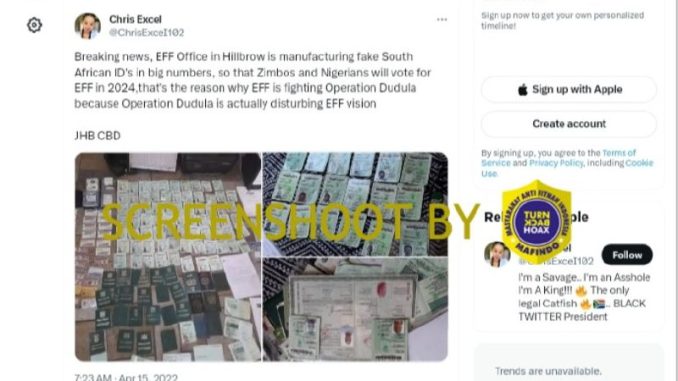 Chris Excel
@ChrisExcel102
...
Breaking news, EFF Office in Hillbrow is manufacturing fake South
African ID's in big numbers, so that Zimbos and Nigerians will vote for
EFF in 2024,that's the reason why EFF is fighting Operation Dudula
because Operation Dudula is actually disturbing EFF vision
JHB CBD
SCREENSHOOT BY
MASYARAKAT ANTI FITNAH INDONESIA
TURN
BACK
HOAX
MAFINDO
7:23 AM · Apr 15, 2022
Sign up now to get your own personalized
timeline!
Sign up with Apple
Create account
By signing up, you agree to the Terms of
Service and Privacy Policy, including Cookie
Use.
Follow
I'm a Savage.. I'm an Asshole
I'm A King!!! 🔥 The only
legal Catfish 🔥🇿🇦.. BLACK
TWITTER President
Trends are unavailable.